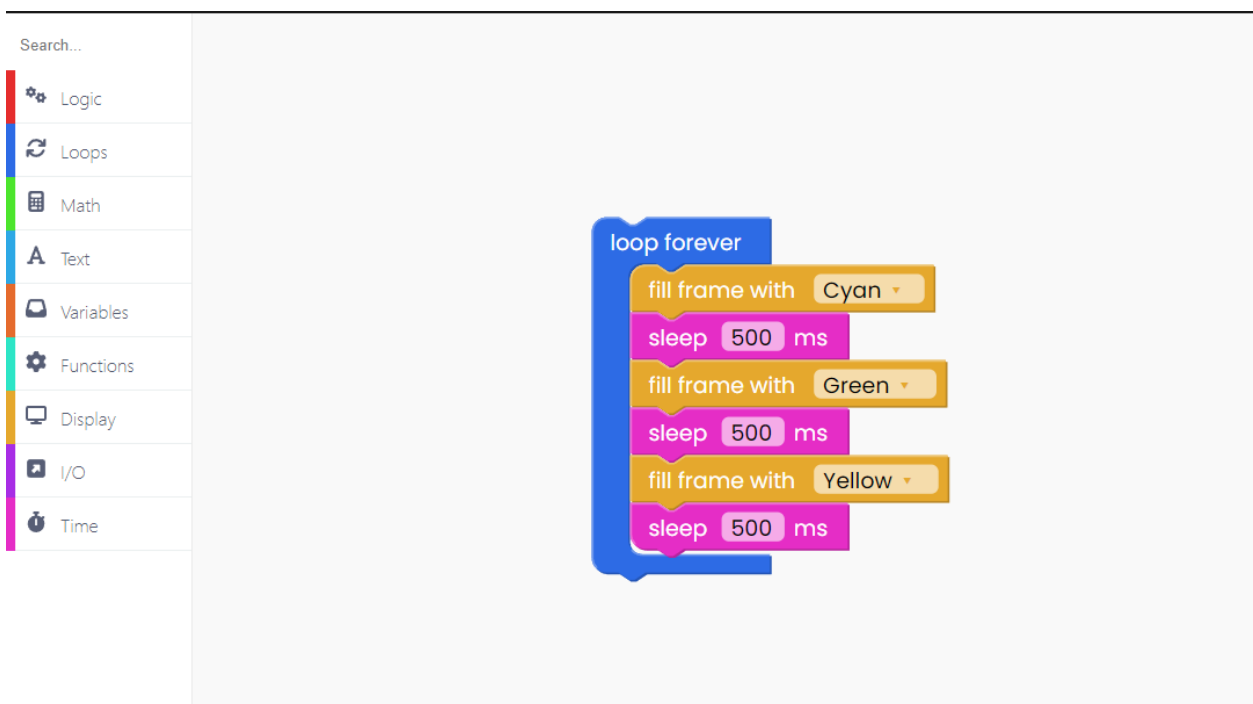 Search...
Logic
Loops
Math
Text
Variables
Functions
Display
I/O
Time
loop forever
fill frame with Cyan
sleep 500 ms
fill frame with Green
sleep 500 ms
fill frame with Yellow
sleep 500 ms